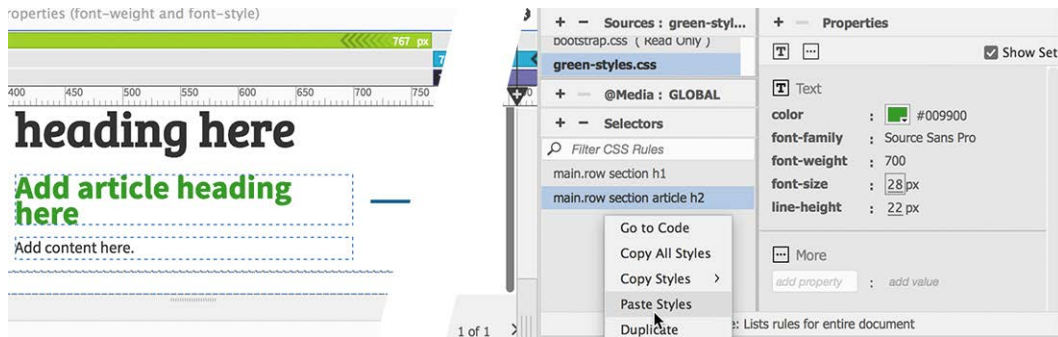 roperties (font-weight and font-style)
767 px
400 450 500 550 600 650 700 750
heading here
Add article heading
here
Add content here.
1 of 1
+ − Sources : green-styl...
bootstrap.css ( Read Only )
green-styles.css
+ − @Media : GLOBAL
+ − Selectors
Filter CSS Rules
main.row section h1
main.row section article h2
Go to Code
Copy All Styles
Copy Styles >
Paste Styles
Duplicate
+ − Properties
T ... Show Set
T Text
color : #009900
font-family : Source Sans Pro
font-weight : 700
font-size : 28px
line-height : 22 px
... More
add property : add value
e: Lists rules for entire document